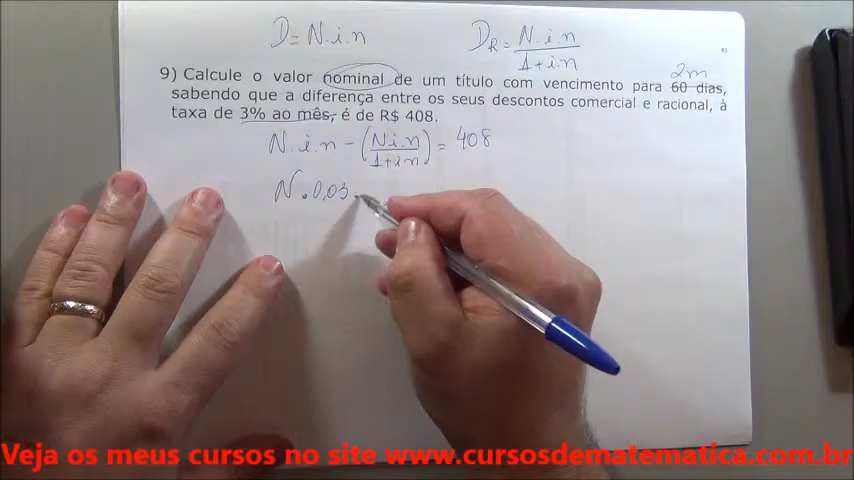 D = N.i.n
D_R = N.i.n / 1+i.n
2m
9) Calcule o valor nominal de um título com vencimento para 60 dias,
sabendo que a diferença entre os seus descontos comercial e racional, à
taxa de 3% ao mês, é de R$ 408.
N.i.n - (N.i.n / 1+i.n) = 408
N.0,03.
Veja os meus cursos no site www.cursosdematematica.com.br